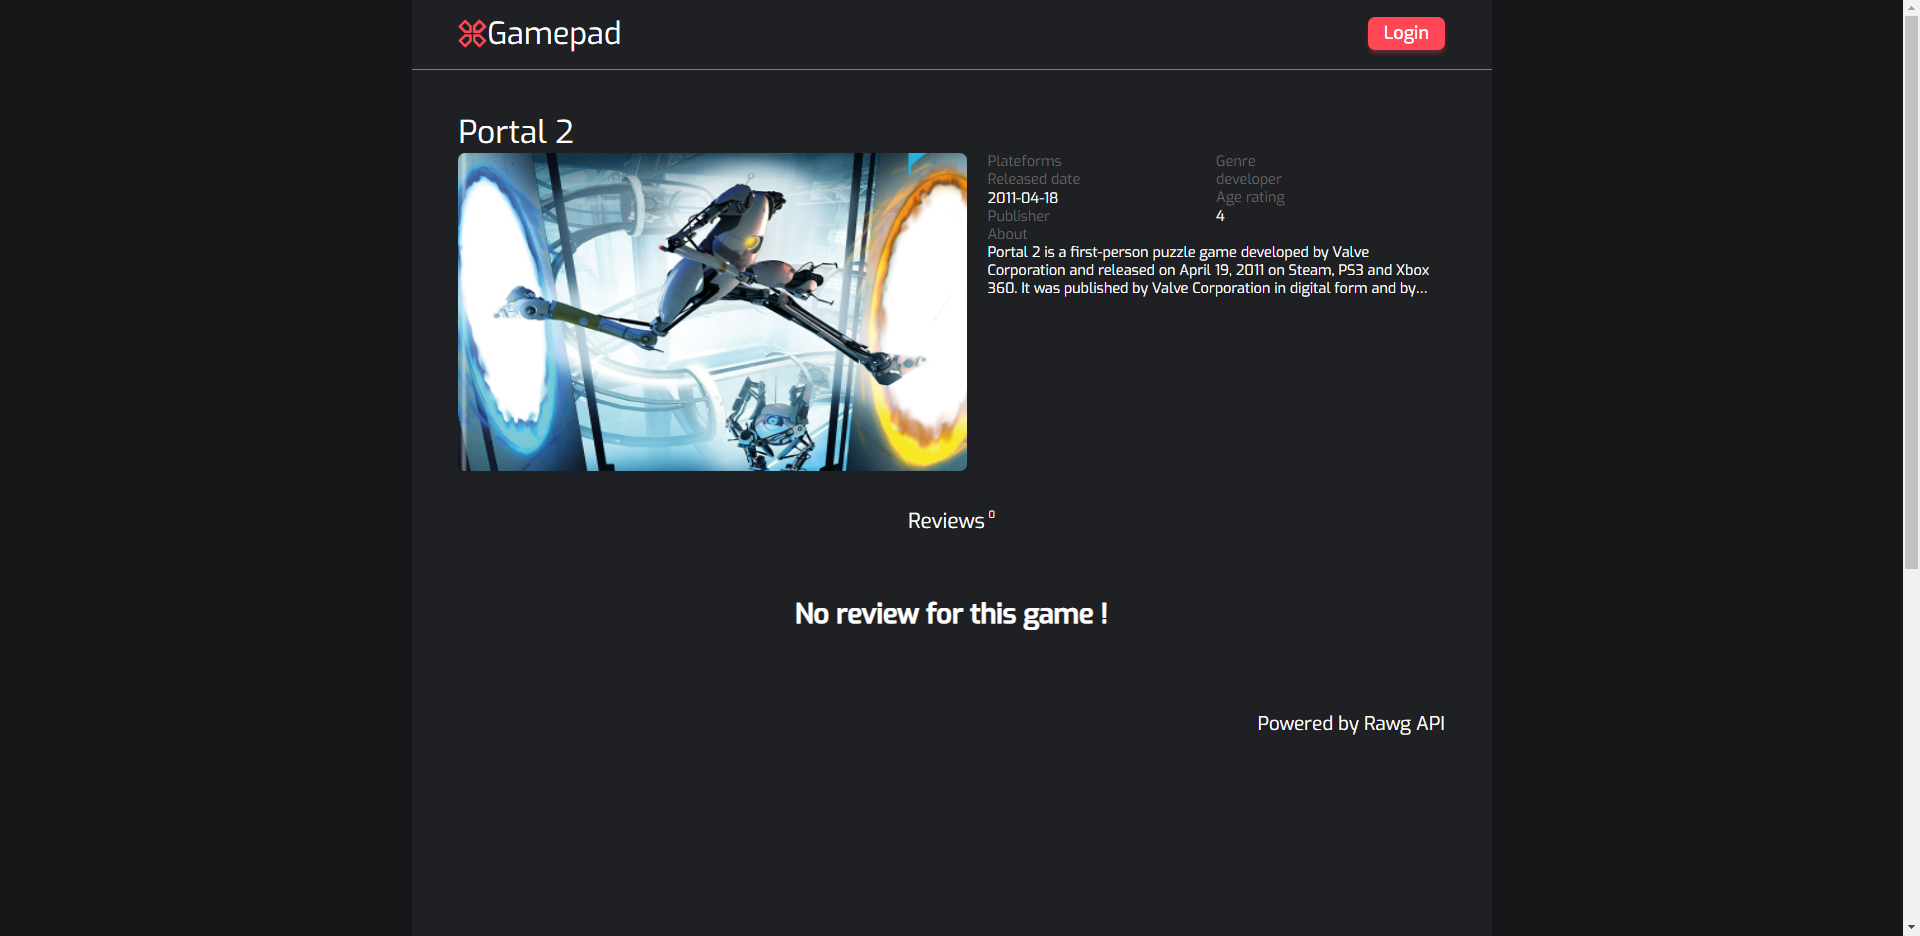 Gamepad
Login
Portal 2
Plateforms
Released date
2011-04-18
Publisher
Genre
developer
Age rating
4
About
Portal 2 is a first-person puzzle game developed by Valve
Corporation and released on April 19, 2011 on Steam, PS3 and Xbox
360. It was published by Valve Corporation in digital form and by...
Reviews 0
No review for this game !
Powered by Rawg API